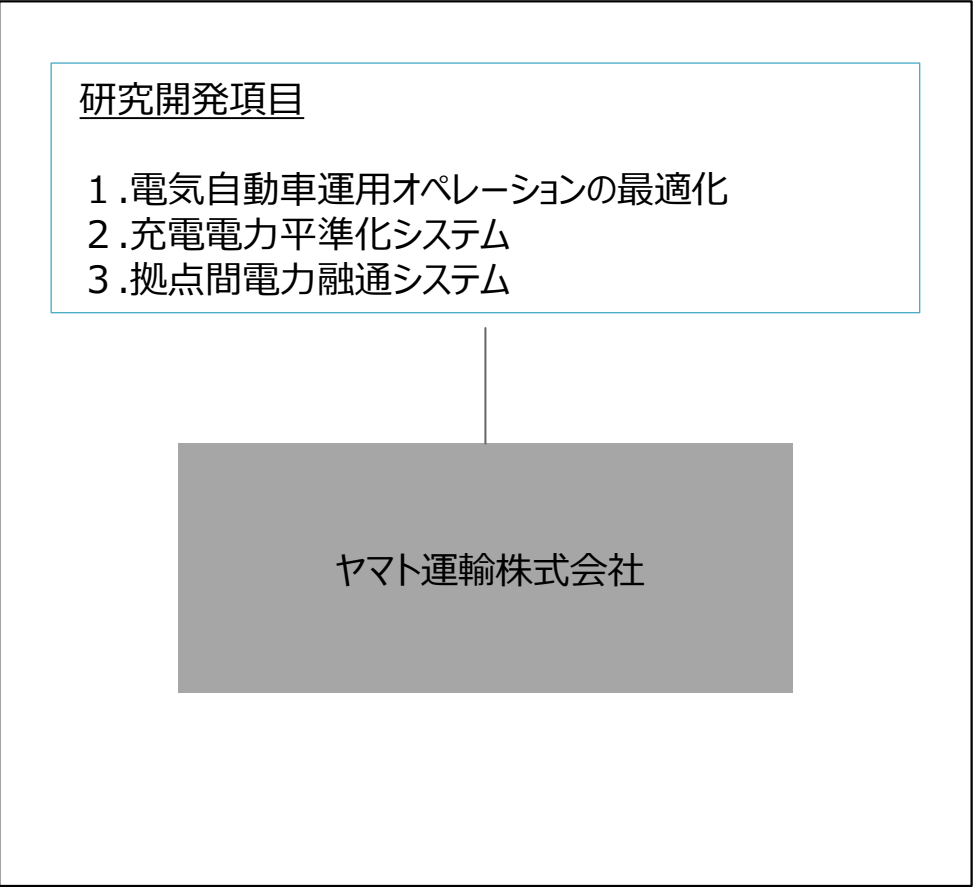 研究開発項目
１.電気自動車運用オペレーションの最適化
２.充電電力平準化システム
３.拠点間電力融通システム
ヤマト運輸株式会社